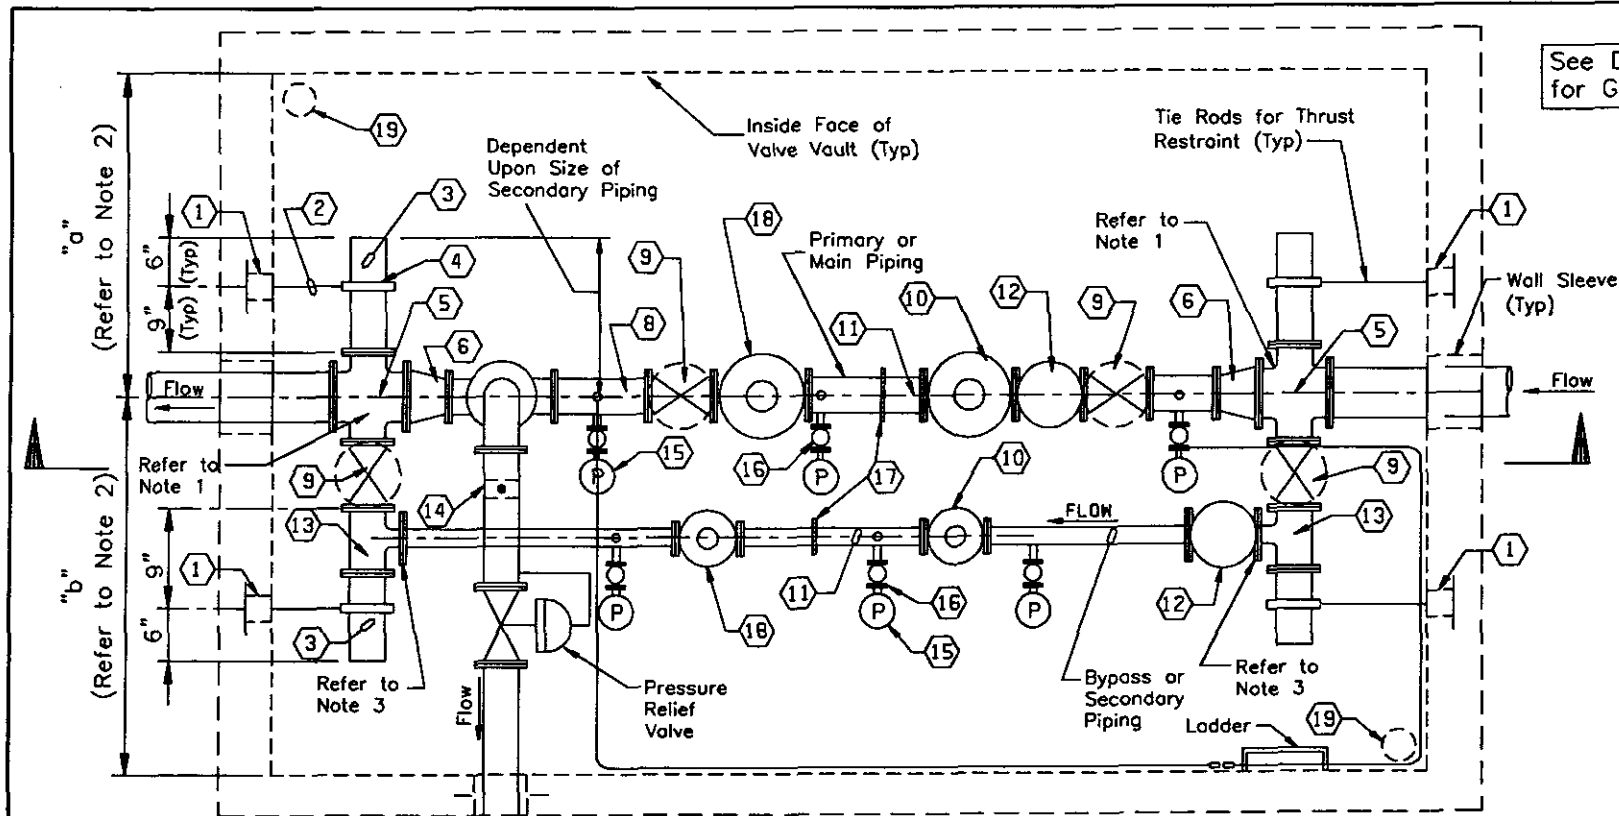 See D
for G
19
Inside Face of
Valve Vault (Typ)
Tie Rods for Thrust
Restraint (Typ)
Dependent
Upon Size of
Secondary Piping
"a"
(Refer to Note 2)
1
2
3
18
Refer to
Note 1
1
6"
(Typ)
4
9
Primary or
Main Piping
10
12
9
Wall Sleeve
(Typ)
9"
(Typ)
5
6
8
11
6
5
Flow
Flow
Refer to
Note 1
9
14
15
16
17
10
9
P
P
P
13
FLOW
13
"b"
(Refer to Note 2)
9"
1
6"
3
P
18
11
P
16
15
P
12
1
Refer to
Note 3
Flow
Pressure
Relief
Valve
Bypass or
Secondary
Piping
Refer to
Note 3
Ladder
19